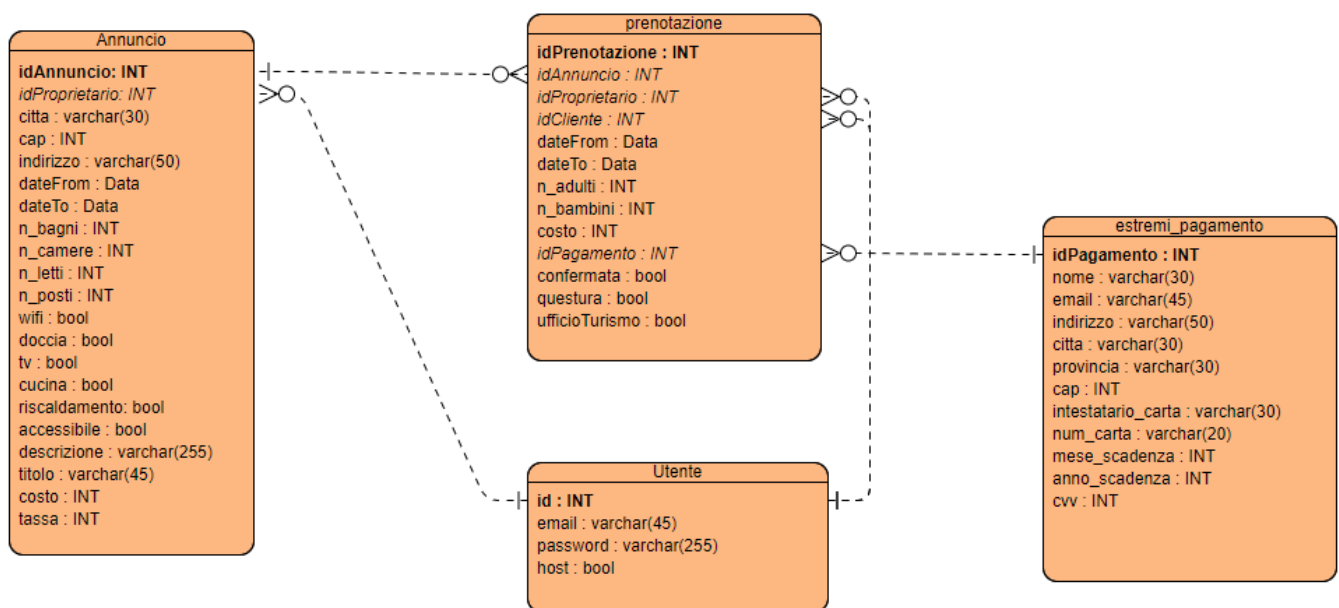 Annuncio
idAnnuncio: INT
idProprietario: INT
citta : varchar(30)
cap : INT
indirizzo : varchar(50)
dateFrom : Data
dateTo : Data
n_bagni : INT
n_camere : INT
n_letti : INT
n_posti : INT
wifi : bool
doccia : bool
tv : bool
cucina : bool
riscaldamento: bool
accessibile : bool
descrizione : varchar(255)
titolo : varchar(45)
costo : INT
tassa : INT
prenotazione
idPrenotazione : INT
idAnnuncio : INT
idProprietario : INT
idCliente : INT
dateFrom : Data
dateTo : Data
n_adulti : INT
n_bambini : INT
costo : INT
idPagamento : INT
confermata : bool
questura : bool
ufficioTurismo : bool
Utente
id : INT
email : varchar(45)
password : varchar(255)
host : bool
estremi_pagamento
idPagamento : INT
nome : varchar(30)
email : varchar(45)
indirizzo : varchar(50)
citta : varchar(30)
provincia : varchar(30)
cap : INT
intestatario_carta : varchar(30)
num_carta : varchar(20)
mese_scadenza : INT
anno_scadenza : INT
cvv : INT